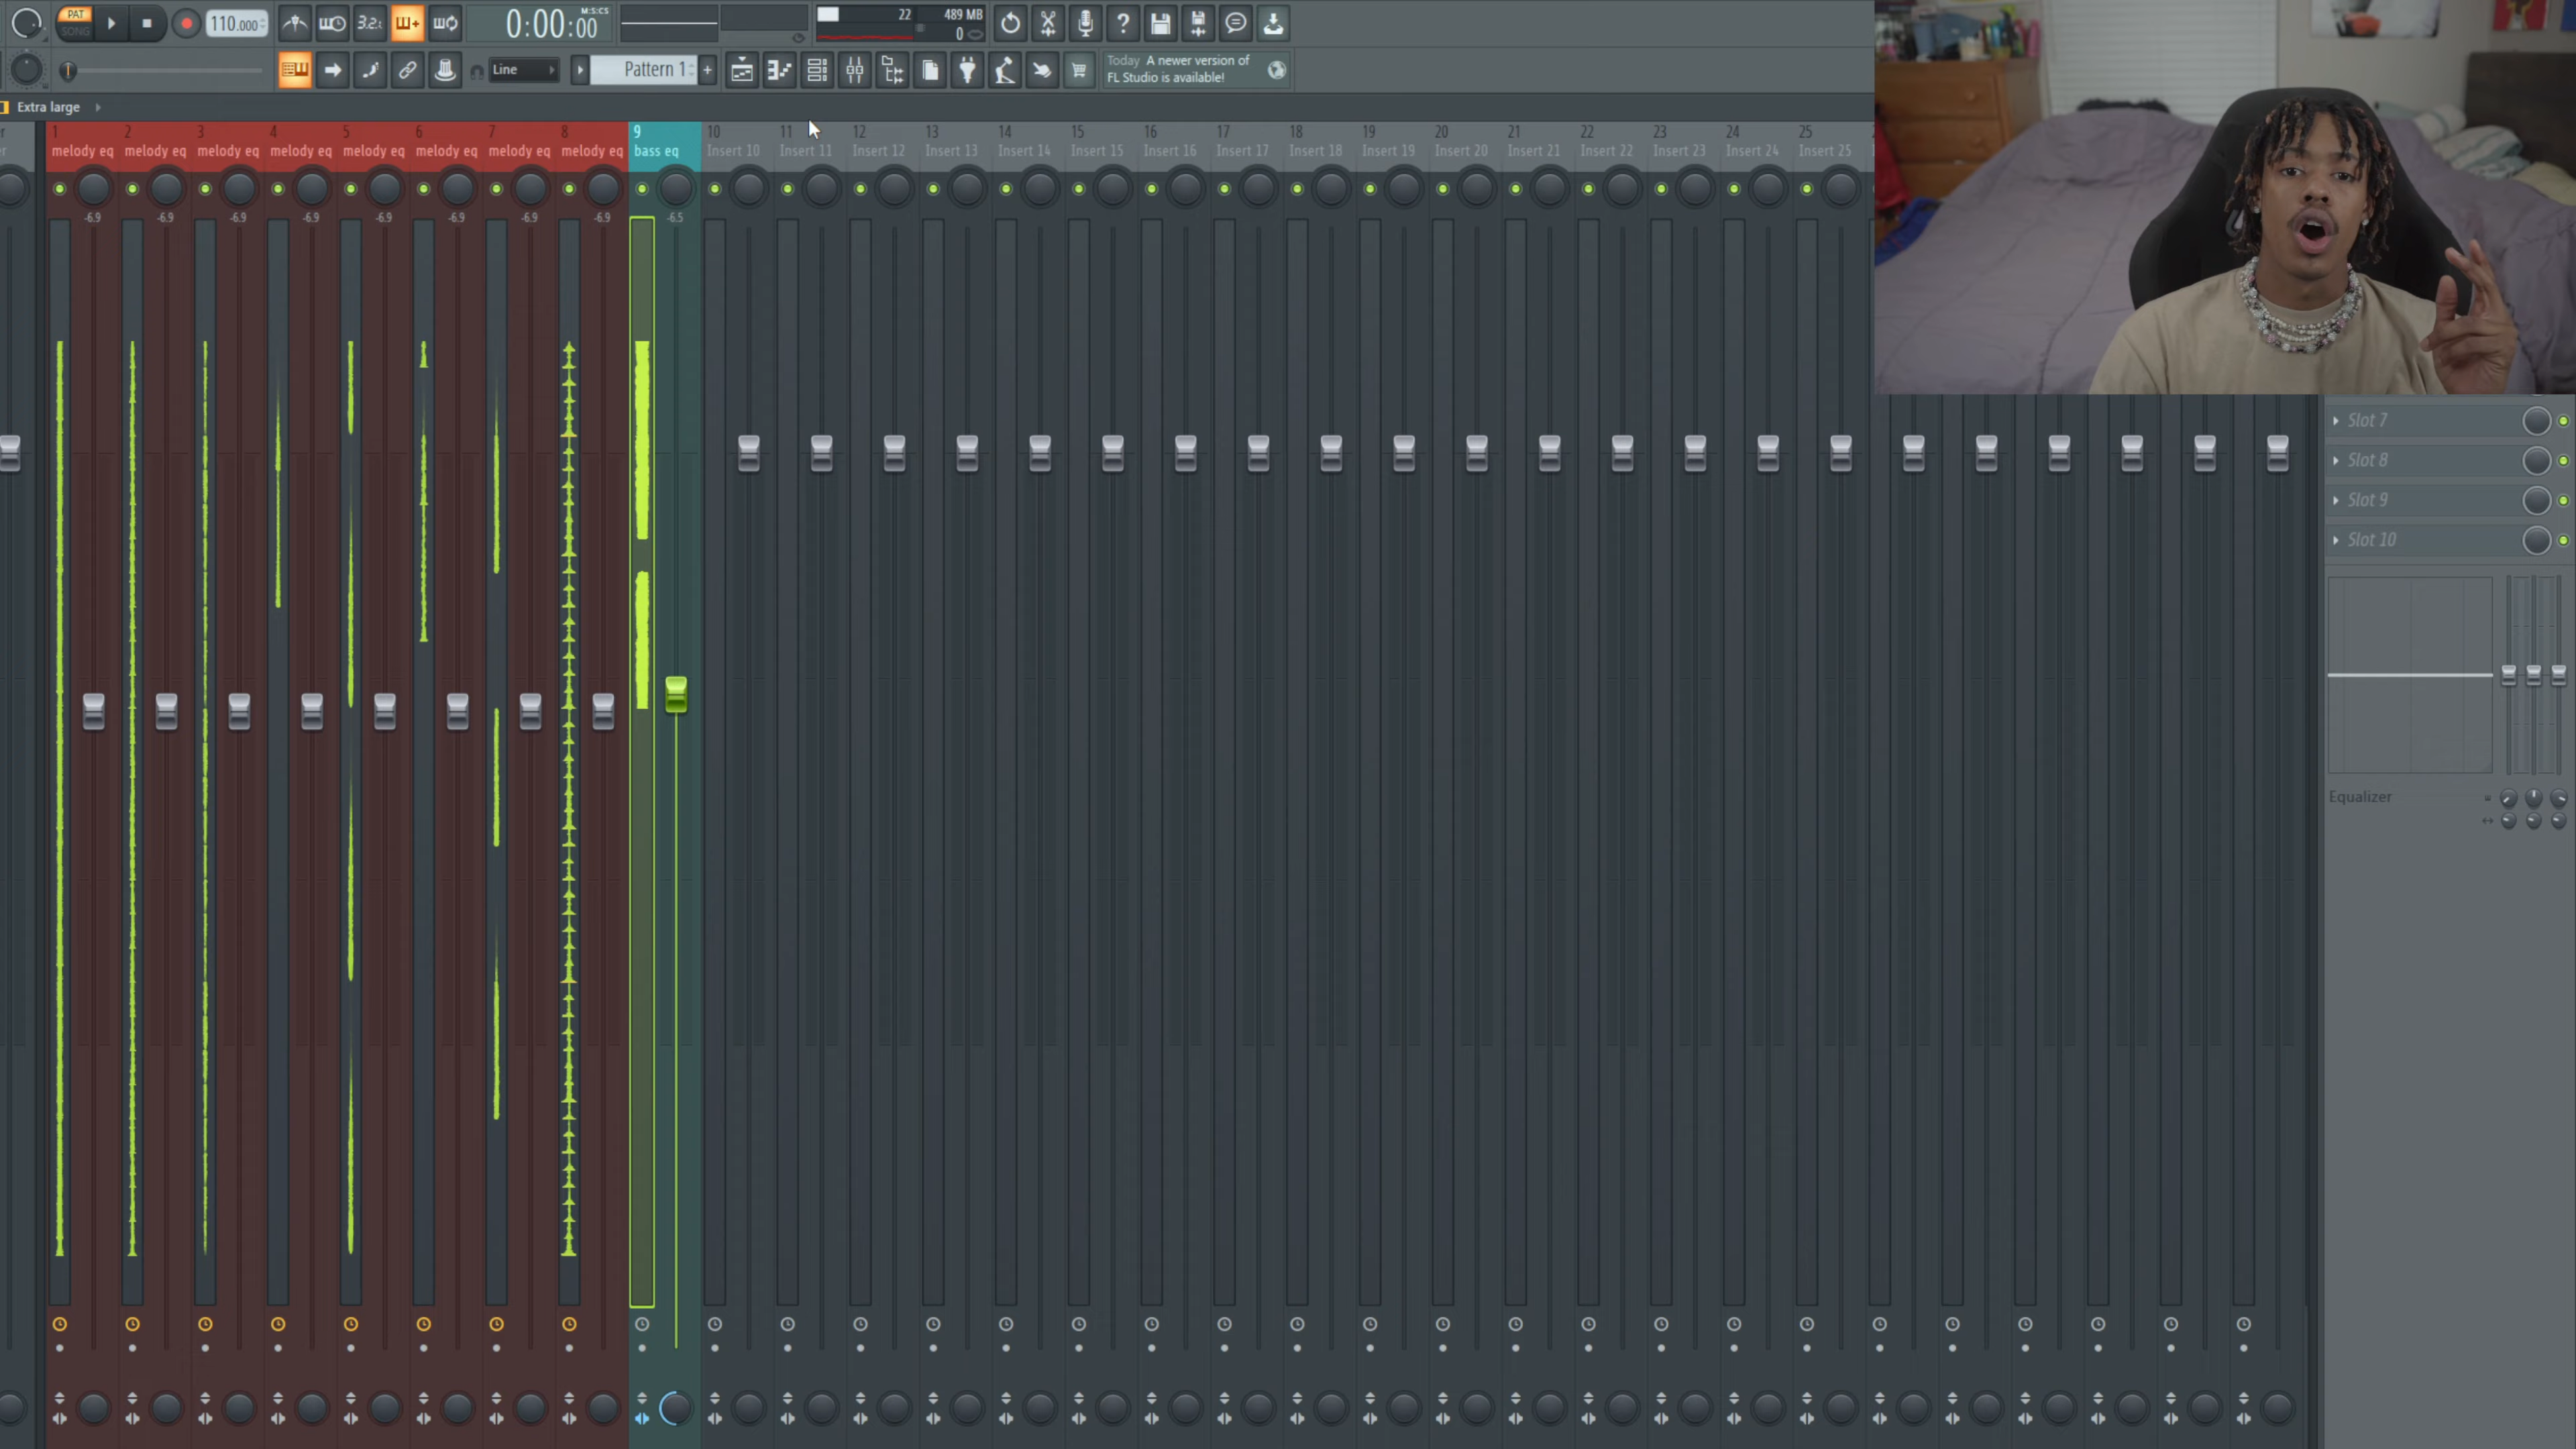 PAT
SONG
110.000
3.2.1
0:00:00
M:S:CS
22
489 MB
0
Line
Pattern 1
+
Today A newer version of
FL Studio is available!
Extra large
1 2 3 4 5 6 7 8 9 10 11 12 13 14 15 16 17 18 19 20 21 22 23 24 25
melody eq melody eq melody eq melody eq melody eq melody eq melody eq melody eq bass eq Insert 10 Insert 11 Insert 12 Insert 13 Insert 14 Insert 15 Insert 16 Insert 17 Insert 18 Insert 19 Insert 20 Insert 21 Insert 22 Insert 23 Insert 24 Insert 25
-6.9 -6.9 -6.9 -6.9 -6.9 -6.9 -6.9 -6.9 -6.5
Slot 7
Slot 8
Slot 9
Slot 10
Equalizer